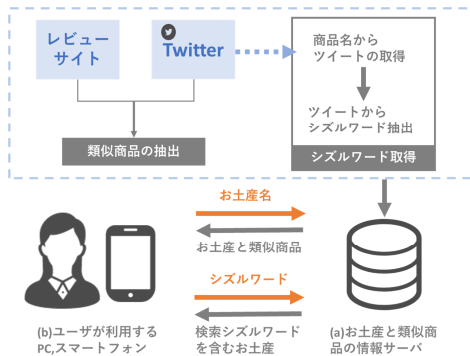 レビュー
サイト
Twitter
商品名から
ツイートの取得
ツイートから
シズルワード抽出
類似商品の抽出
シズルワード取得
お土産名
お土産と類似商品
シズルワード
検索シズルワード
を含むお土産
(b)ユーザが利用する
PC,スマートフォン
(a)お土産と類似商
品の情報サーバ